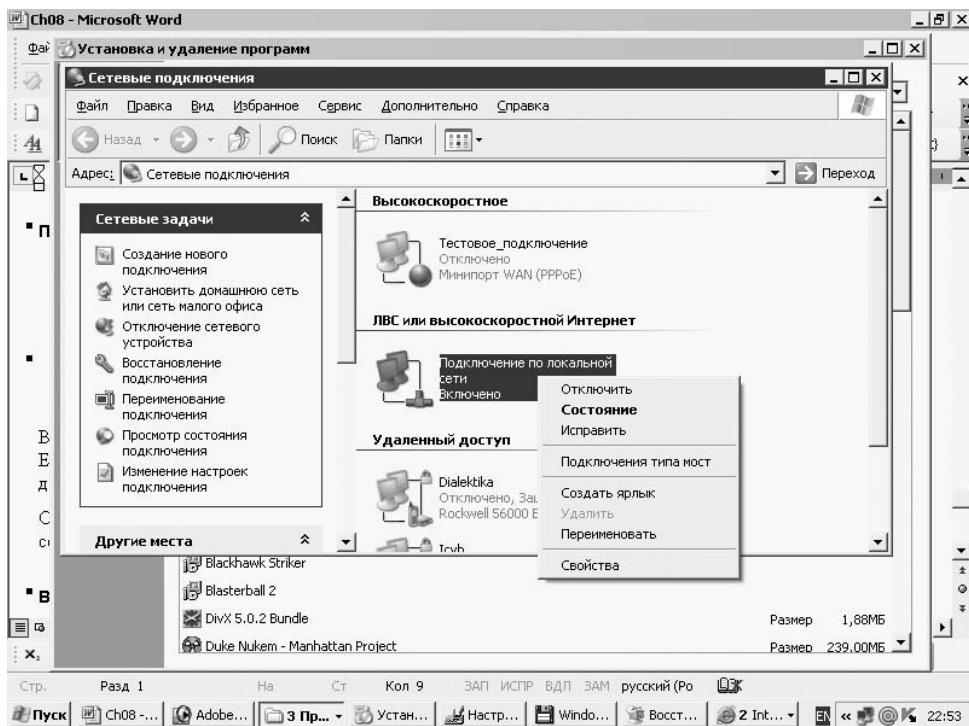 Ch08 - Microsoft Word
Установка и удаление программ
Сетевые подключения
Файл Правка Вид Избранное Сервис Дополнительно Справка
Назад Поиск Папки
Адрес: Сетевые подключения Переход
Сетевые задачи
Создание нового
подключения
Установить домашнюю сеть
или сеть малого офиса
Отключение сетевого
устройства
Восстановление
подключения
Переименование
подключения
Просмотр состояния
подключения
Изменение настроек
подключения
Другие места
Высокоскоростное
Тестовое_подключение
Отключено
Минипорт WAN (PPPoE)
ЛВС или высокоскоростной Интернет
Подключение по локальной
сети
Включено
Удаленный доступ
Dialektika
Отключено,
Rockwell 56000
Отключить
Состояние
Исправить
Подключения типа мост
Создать ярлык
Удалить
Переименовать
Свойства
Blackhawk Striker
Blasterball 2
DivX 5.0.2 Bundle Размер 1,88МБ
Duke Nukem - Manhattan Project Размер 239,00МБ
Стр. Разд 1 На Ст Кол 9 ЗАП ИСПР ВДЛ ЗАМ русский (Ро
Пуск Ch08 -... Adobe... 3 Пр... Устан... Настр... Windo... Восст... 2 Int... EN 22:53